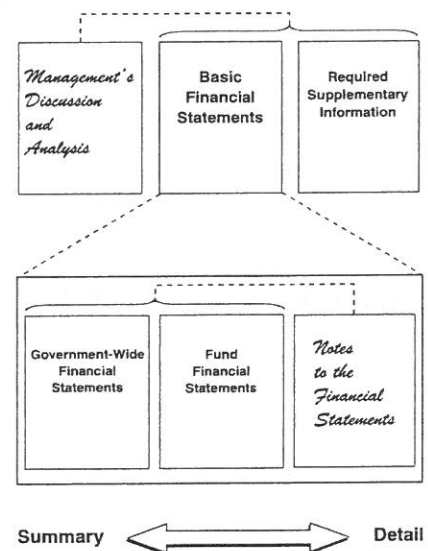 Management's
Discussion
and
Analysis
Basic
Financial
Statements
Required
Supplementary
Information
Government-Wide
Financial
Statements
Fund
Financial
Statements
Notes
to the
Financial
Statements
Summary
Detail